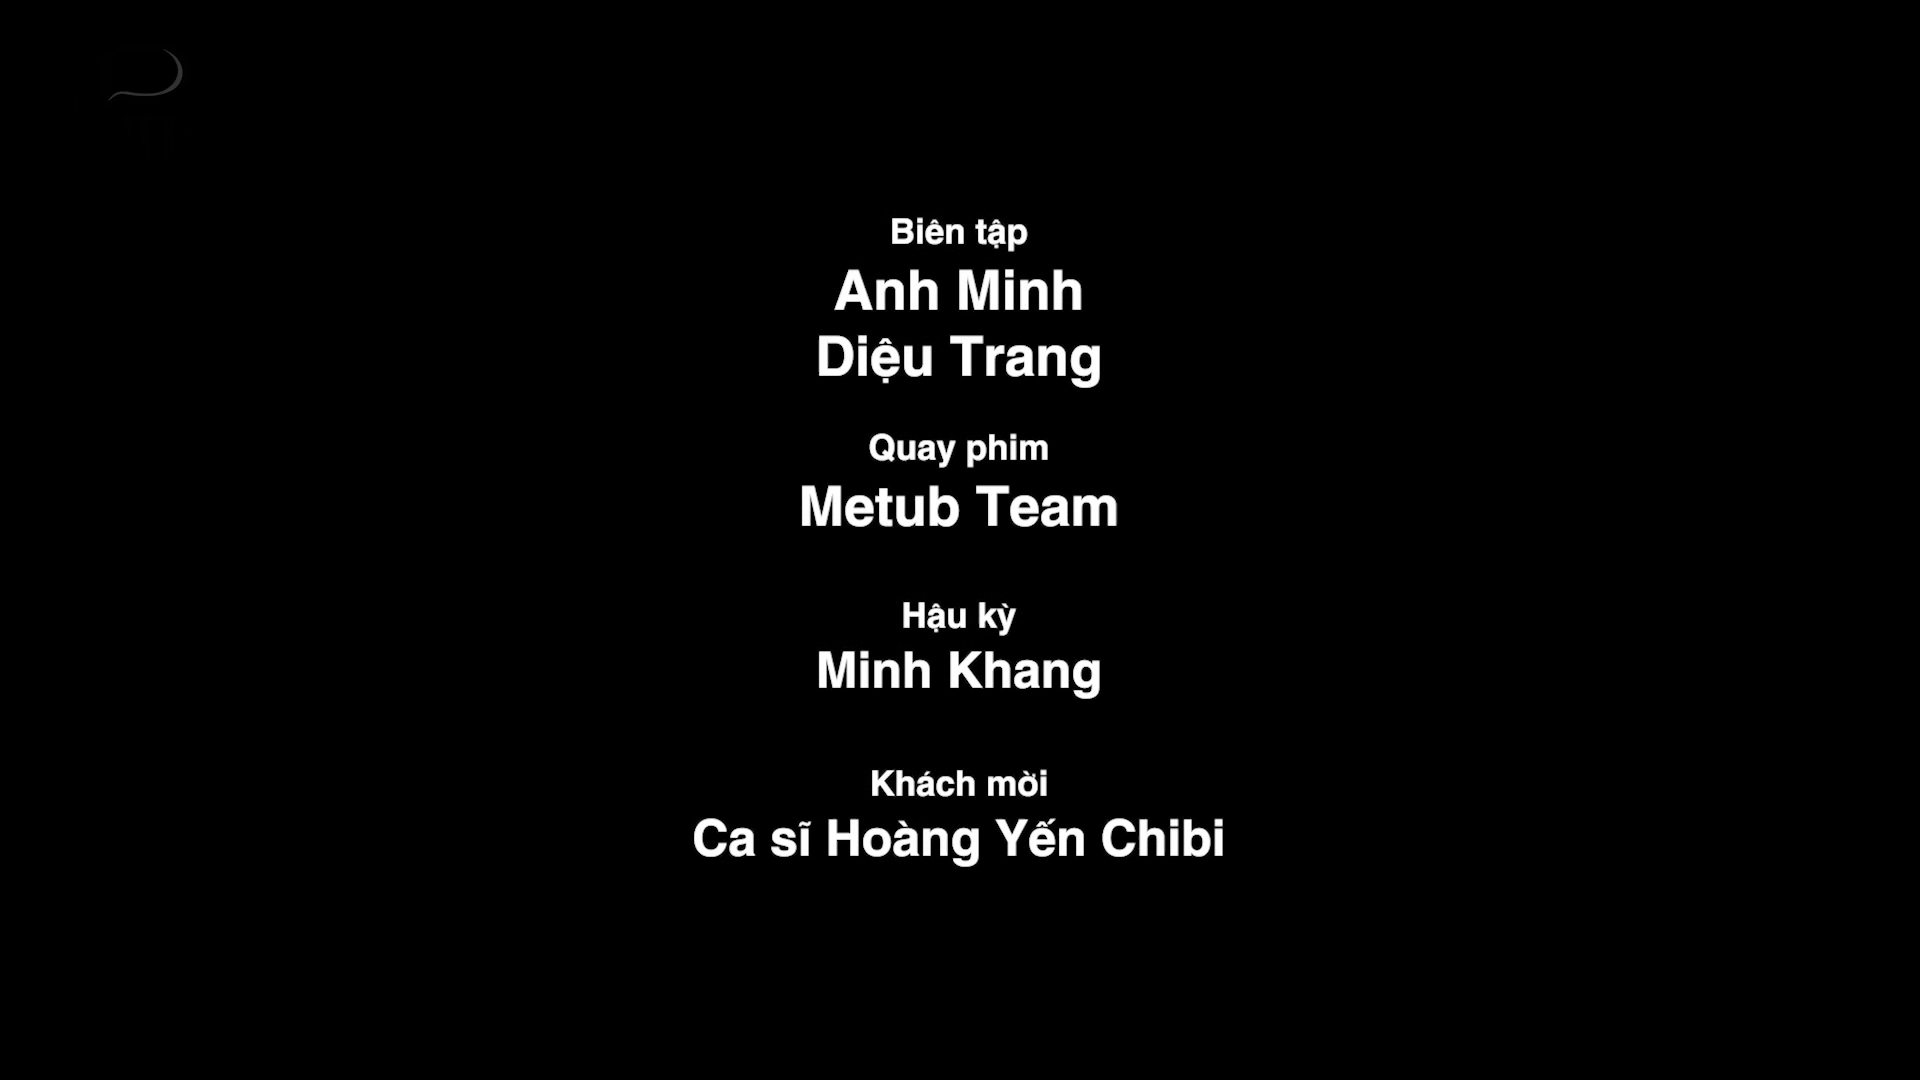 Biên tập
Anh Minh
Diệu Trang
Quay phim
Metub Team
Hậu kỳ
Minh Khang
Khách mời
Ca sĩ Hoàng Yến Chibi